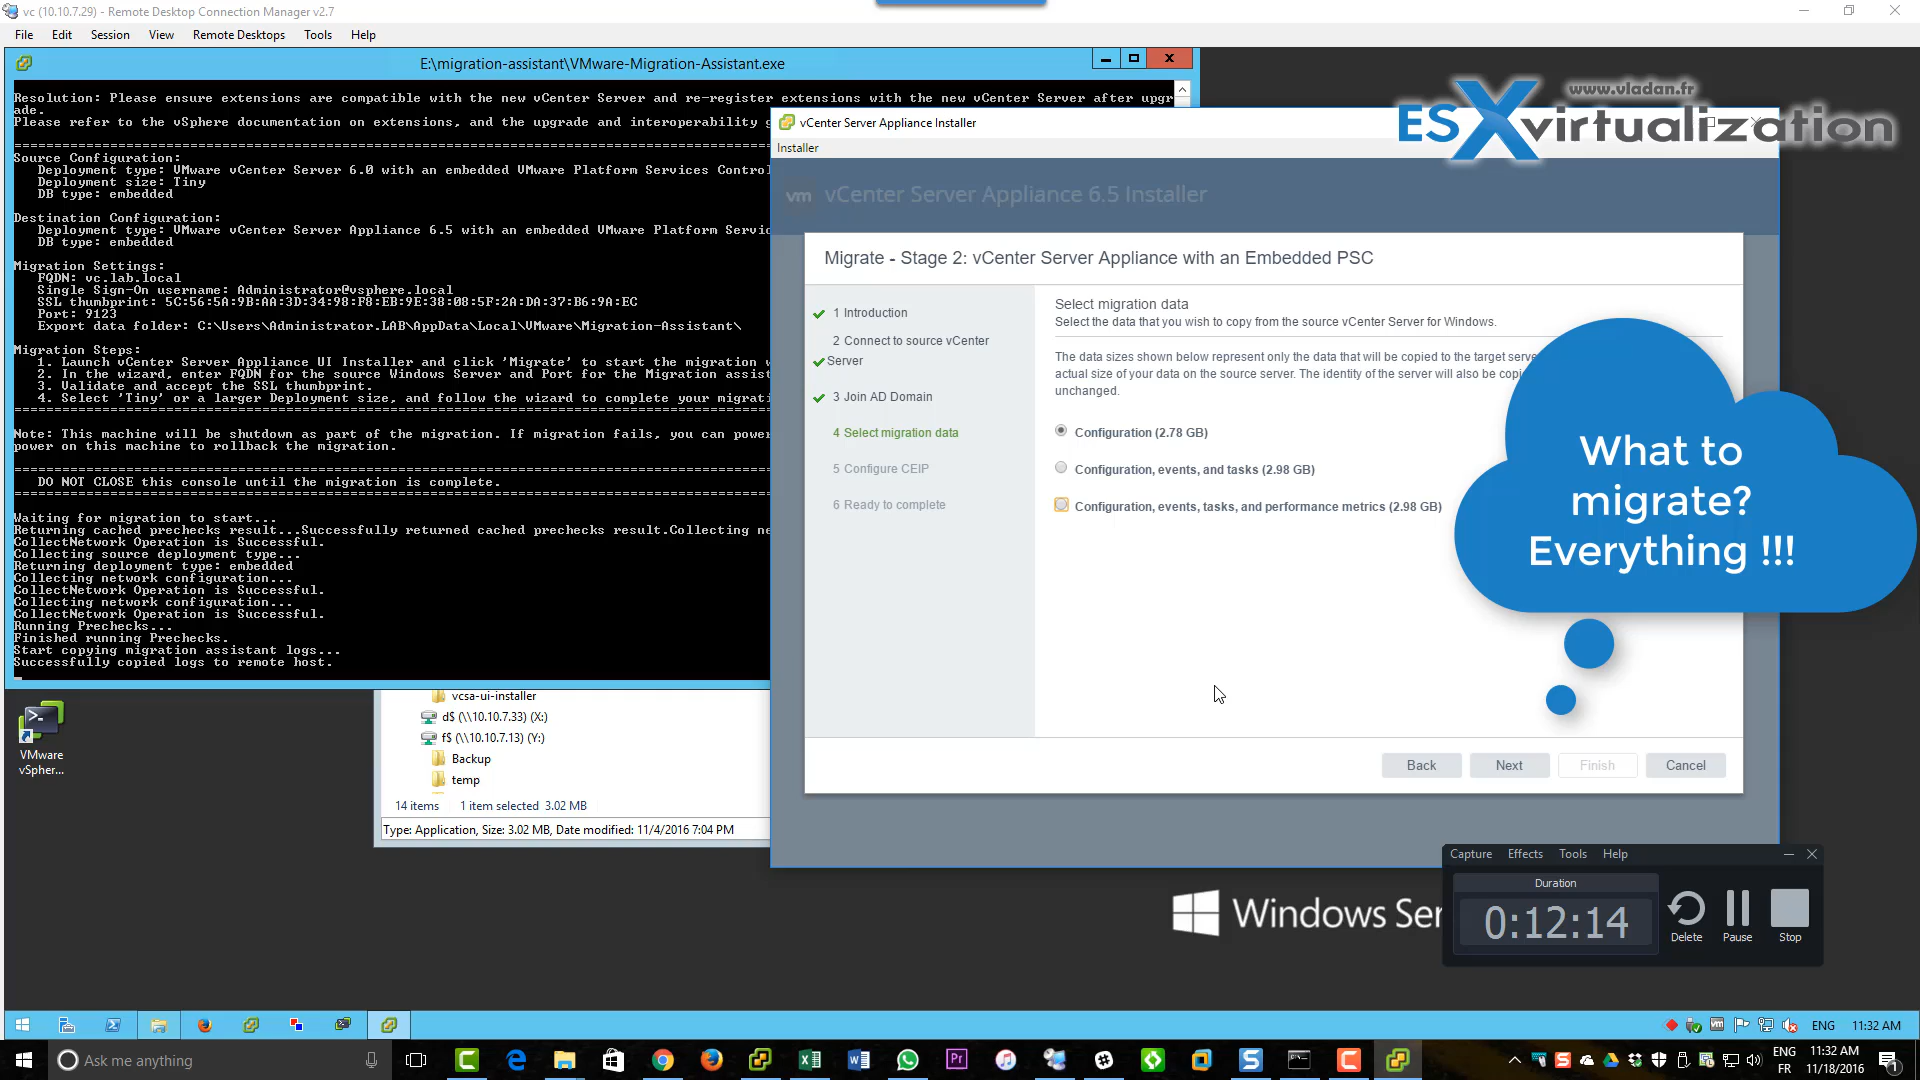 vc (10.10.7.29) - Remote Desktop Connection Manager v2.7
File Edit Session View Remote Desktops Tools Help
E:\migration-assistant\VMware-Migration-Assistant.exe
Resolution: Please ensure extensions are compatible with the new vCenter Server and re-register extensions with the new vCenter Server after upgr
ade.
Please refer to the vSphere documentation on extensions, and the upgrade and interoperability g
Source Configuration:
Deployment type: VMware vCenter Server 6.0 with an embedded VMware Platform Services Control
Deployment size: Tiny
DB type: embedded
Destination Configuration:
Deployment type: VMware vCenter Server Appliance 6.5 with an embedded VMware Platform Servic
DB type: embedded
Migration Settings:
FQDN: vc.lab.local
Single Sign-On username: Administrator@vsphere.local
SSL thumbprint: 5C:56:5A:9B:AA:3D:34:98:F8:EB:9E:38:08:5F:2A:DA:37:B6:9A:EC
Port: 9123
Export data folder: C:\Users\Administrator.LAB\AppData\Local\VMware\Migration-Assistant\
Migration Steps:
1. Launch vCenter Server Appliance UI Installer and click 'Migrate' to start the migration w
2. In the wizard, enter FQDN for the source Windows Server and Port for the Migration assist
3. Validate and accept the SSL thumbprint.
4. Select 'Tiny' or a larger Deployment size, and follow the wizard to complete your migrati
Note: This machine will be shutdown as part of the migration. If migration fails, you can power
power on this machine to rollback the migration.
DO NOT CLOSE this console until the migration is complete.
Waiting for migration to start...
Returning cached prechecks result...Successfully returned cached prechecks result.Collecting ne
CollectNetwork Operation is Successful.
Collecting source deployment type...
Returning deployment type: embedded
Collecting network configuration...
CollectNetwork Operation is Successful.
Collecting network configuration...
CollectNetwork Operation is Successful.
Running Prechecks...
Finished running Prechecks.
Start copying migration assistant logs...
Successfully copied logs to remote host.
vCenter Server Appliance Installer
Installer
vm vCenter Server Appliance 6.5 Installer
www.vladan.fr
ESXvirtualization
Migrate - Stage 2: vCenter Server Appliance with an Embedded PSC
1 Introduction
2 Connect to source vCenter
Server
3 Join AD Domain
4 Select migration data
5 Configure CEIP
6 Ready to complete
Select migration data
Select the data that you wish to copy from the source vCenter Server for Windows.
The data sizes shown below represent only the data that will be copied to the target serve
actual size of your data on the source server. The identity of the server will also be copi
unchanged.
Configuration (2.78 GB)
Configuration, events, and tasks (2.98 GB)
Configuration, events, tasks, and performance metrics (2.98 GB)
What to
migrate?
Everything !!!
Back Next Finish Cancel
VMware
vSpher...
vcsa-ui-installer
d$ (\\10.10.7.33) (X:)
f$ (\\10.10.7.13) (Y:)
Backup
temp
14 items 1 item selected 3.02 MB
Type: Application, Size: 3.02 MB, Date modified: 11/4/2016 7:04 PM
Windows Ser
Capture Effects Tools Help
Duration
0:12:14
Delete Pause Stop
ENG 11:32 AM
Ask me anything
ENG
FR
11:32 AM
11/18/2016
1